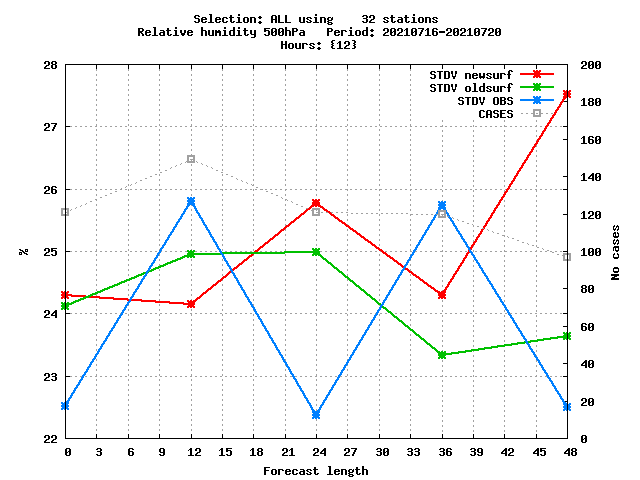 Selection: ALL using    32 stations
Relative humidity 500hPa   Period: 20210716-20210720
Hours: {12}
28 200
STDV newsurf
STDV oldsurf
180
STDV OBS
CASES
27
160
140
26
120
25 100
%
No cases
80
24
60
40
23
20
22 0
0 3 6 9 12 15 18 21 24 27 30 33 36 39 42 45 48
Forecast length